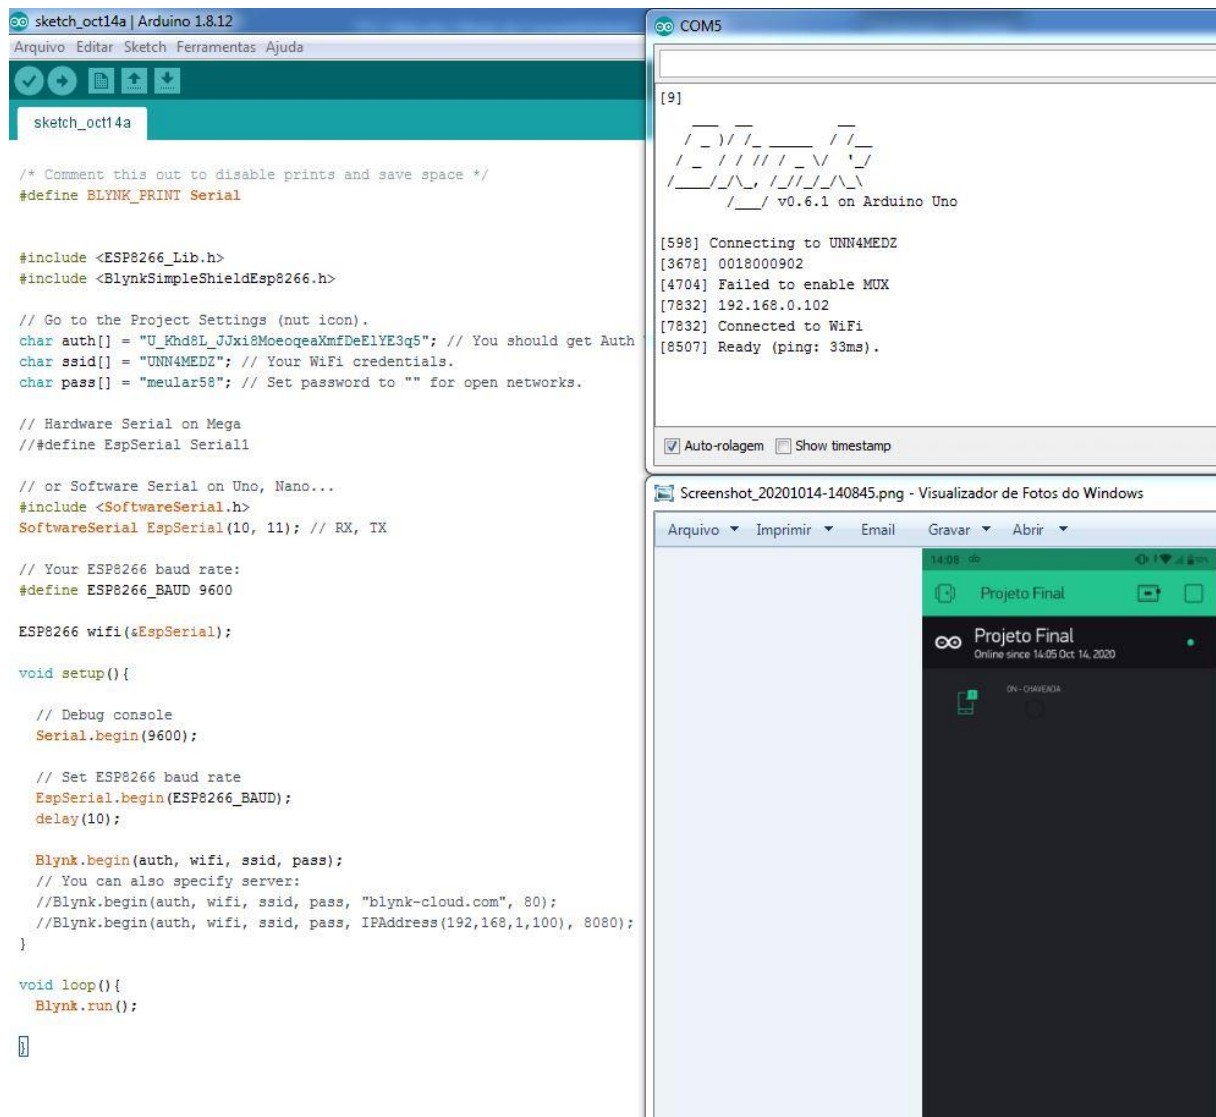 sketch_oct14a | Arduino 1.8.12
Arquivo Editar Sketch Ferramentas Ajuda
sketch_oct14a
/* Comment this out to disable prints and save space */
#define BLYNK_PRINT Serial
#include <ESP8266_Lib.h>
#include <BlynkSimpleShieldEsp8266.h>
// Go to the Project Settings (nut icon).
char auth[] = "U_Khd8L_JJxi8MoeoqeaXmfDeElYE3q5"; // You should get Auth
char ssid[] = "UNN4MEDZ"; // Your WiFi credentials.
char pass[] = "meular58"; // Set password to "" for open networks.
// Hardware Serial on Mega
//#define EspSerial Serial1
// or Software Serial on Uno, Nano...
#include <SoftwareSerial.h>
SoftwareSerial EspSerial(10, 11); // RX, TX
// Your ESP8266 baud rate:
#define ESP8266_BAUD 9600
ESP8266 wifi(&EspSerial);
void setup(){
// Debug console
Serial.begin(9600);
// Set ESP8266 baud rate
EspSerial.begin(ESP8266_BAUD);
delay(10);
Blynk.begin(auth, wifi, ssid, pass);
// You can also specify server:
//Blynk.begin(auth, wifi, ssid, pass, "blynk-cloud.com", 80);
//Blynk.begin(auth, wifi, ssid, pass, IPAddress(192,168,1,100), 8080);
}
void loop(){
Blynk.run();
}
COM5
[9]
Blynk
v0.6.1 on Arduino Uno
[598] Connecting to UNN4MEDZ
[3678] 0018000902
[4704] Failed to enable MUX
[7832] 192.168.0.102
[7832] Connected to WiFi
[8507] Ready (ping: 33ms).
Auto-rolagem Show timestamp
Screenshot_20201014-140845.png - Visualizador de Fotos do Windows
Arquivo Imprimir Email Gravar Abrir
14:08
Projeto Final
Projeto Final
Online since 14:05 Oct 14, 2020
ON - CHAVEADA